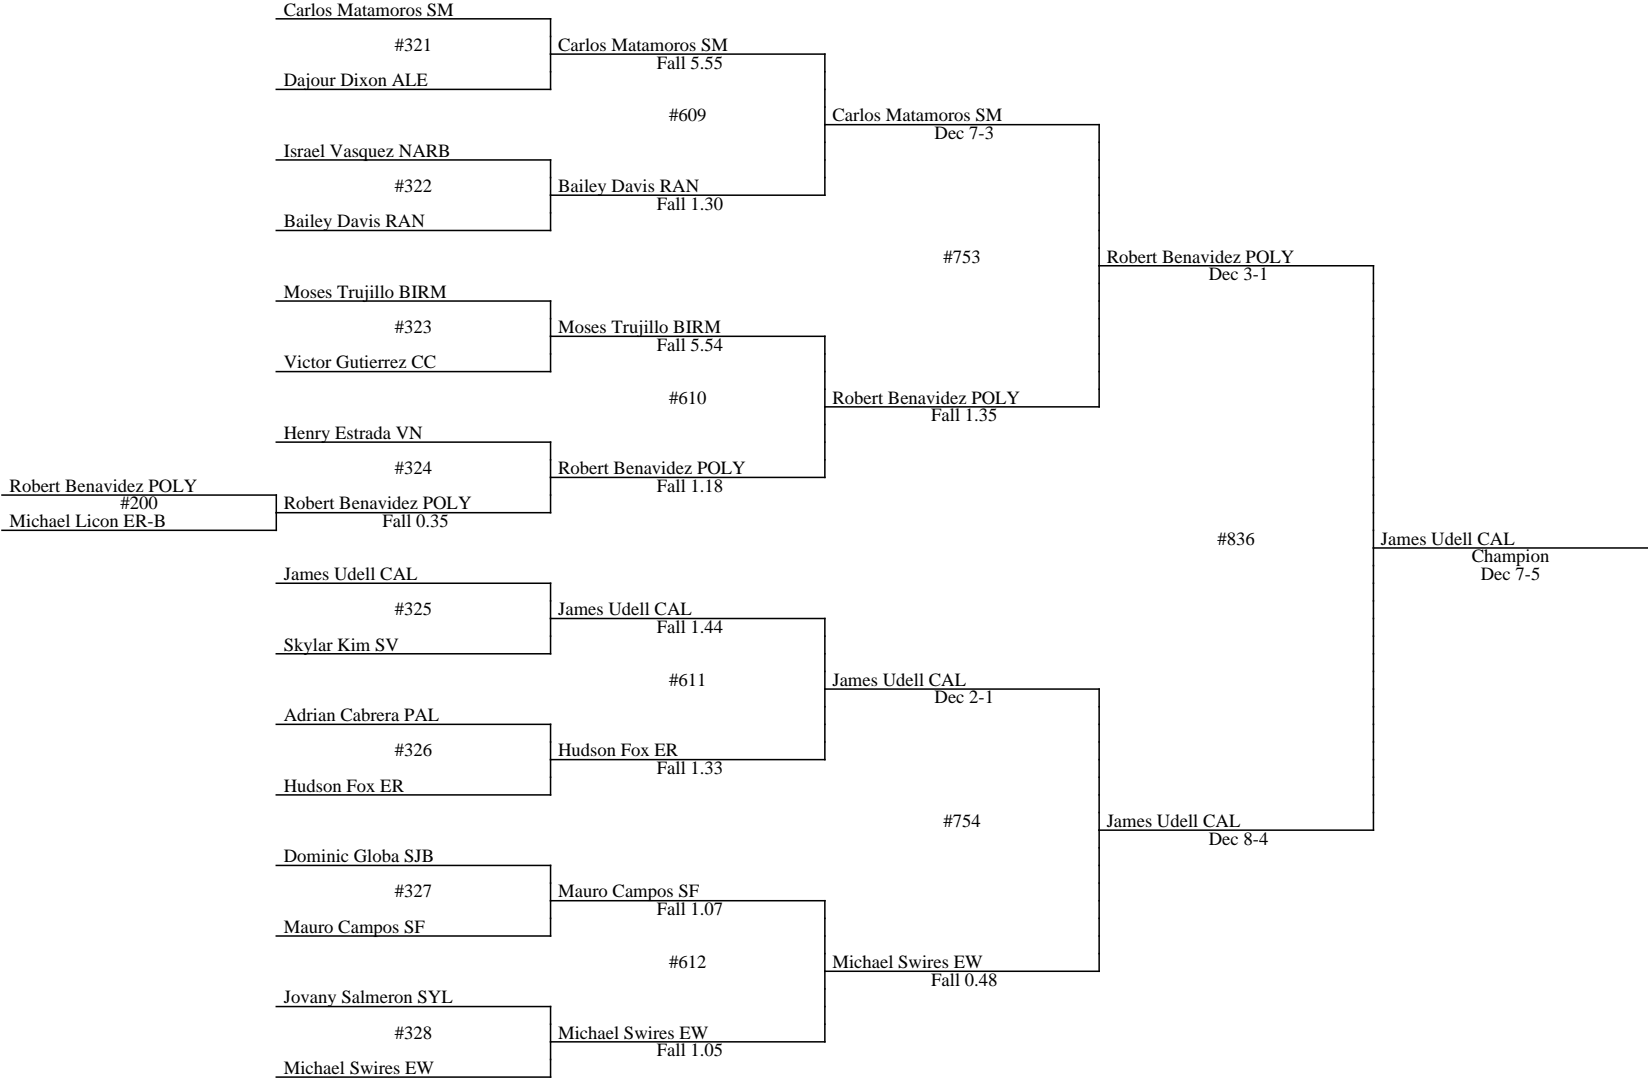 Carlos Matamoros SM
#321
Dajour Dixon ALE
Carlos Matamoros SM
Fall 5.55
#609
Israel Vasquez NARB
#322
Bailey Davis RAN
Bailey Davis RAN
Fall 1.30
Carlos Matamoros SM
Dec 7-3
#753
Moses Trujillo BIRM
#323
Victor Gutierrez CC
Moses Trujillo BIRM
Fall 5.54
#610
Henry Estrada VN
#324
Robert Benavidez POLY
#200
Michael Licon ER-B
Robert Benavidez POLY
Fall 0.35
Robert Benavidez POLY
Fall 1.18
Robert Benavidez POLY
Fall 1.35
Robert Benavidez POLY
Dec 3-1
#836
James Udell CAL
Champion
Dec 7-5
James Udell CAL
#325
Skylar Kim SV
James Udell CAL
Fall 1.44
#611
Adrian Cabrera PAL
#326
Hudson Fox ER
Hudson Fox ER
Fall 1.33
James Udell CAL
Dec 2-1
#754
James Udell CAL
Dec 8-4
Dominic Globa SJB
#327
Mauro Campos SF
Mauro Campos SF
Fall 1.07
#612
Jovany Salmeron SYL
#328
Michael Swires EW
Michael Swires EW
Fall 1.05
Michael Swires EW
Fall 0.48